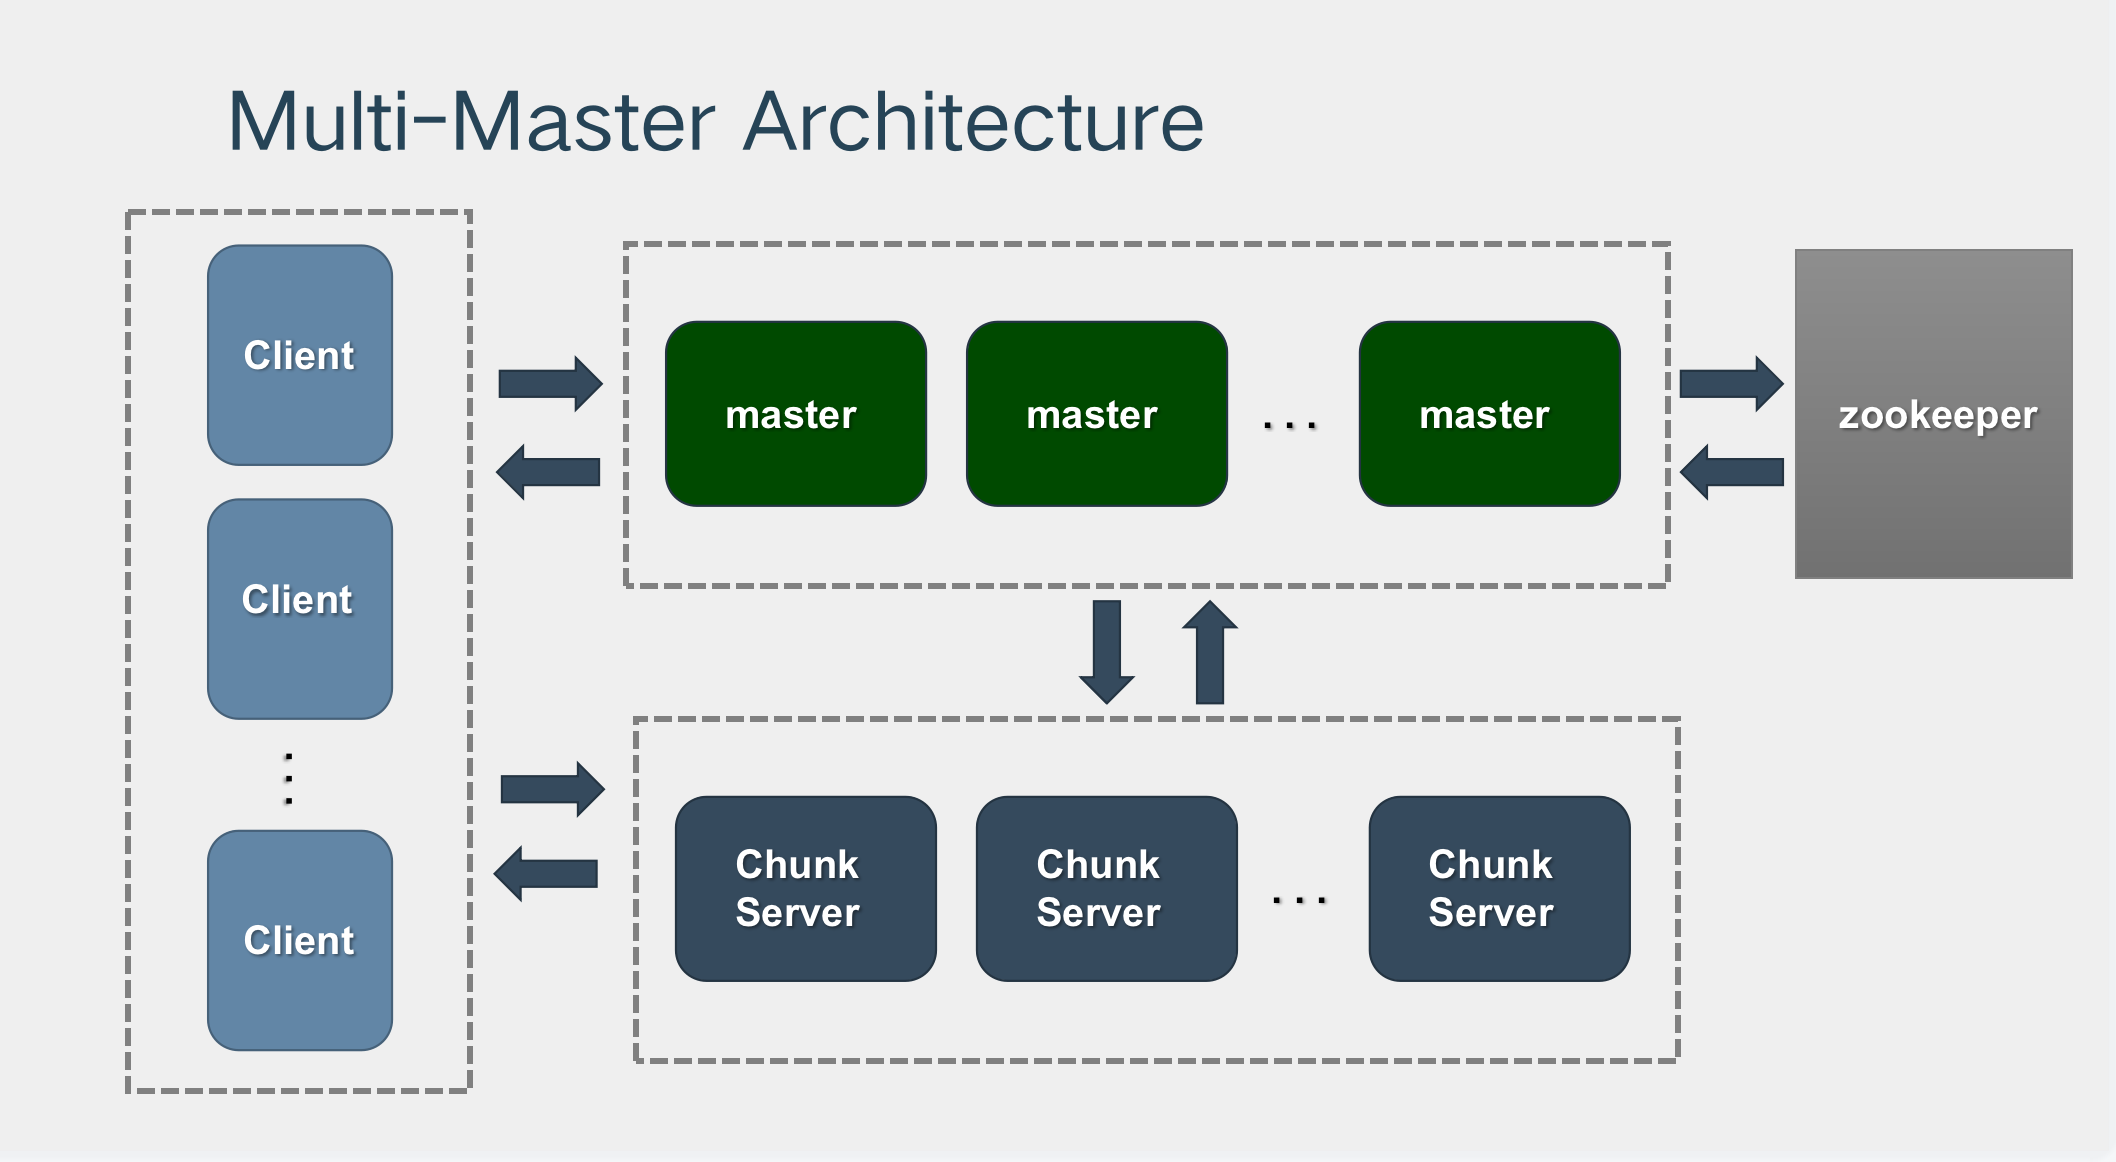 Multi-Master Architecture
Client
Client
...
Client
master
master
...
master
zookeeper
Chunk
Server
Chunk
Server
...
Chunk
Server